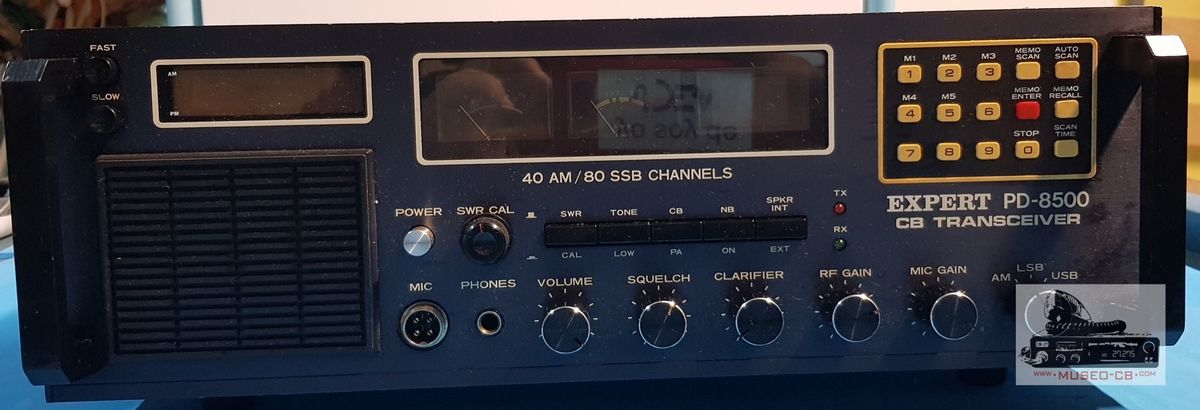 FAST
SLOW
AM
PM
40 AM/80 SSB CHANNELS
M1 M2 M3 MEMO SCAN AUTO SCAN
1 2 3
M4 M5 MEMO ENTER MEMO RECALL
4 5 6
STOP SCAN TIME
7 8 9 0
EXPERT PD-8500
CB TRANSCEIVER
POWER
SWR CAL
SWR TONE CB NB SPKR INT
CAL LOW PA ON EXT
TX
RX
MIC
PHONES
VOLUME
SQUELCH
CLARIFIER
RF GAIN
MIC GAIN
AM LSB USB
27.275
www.MUSEO-CB.com